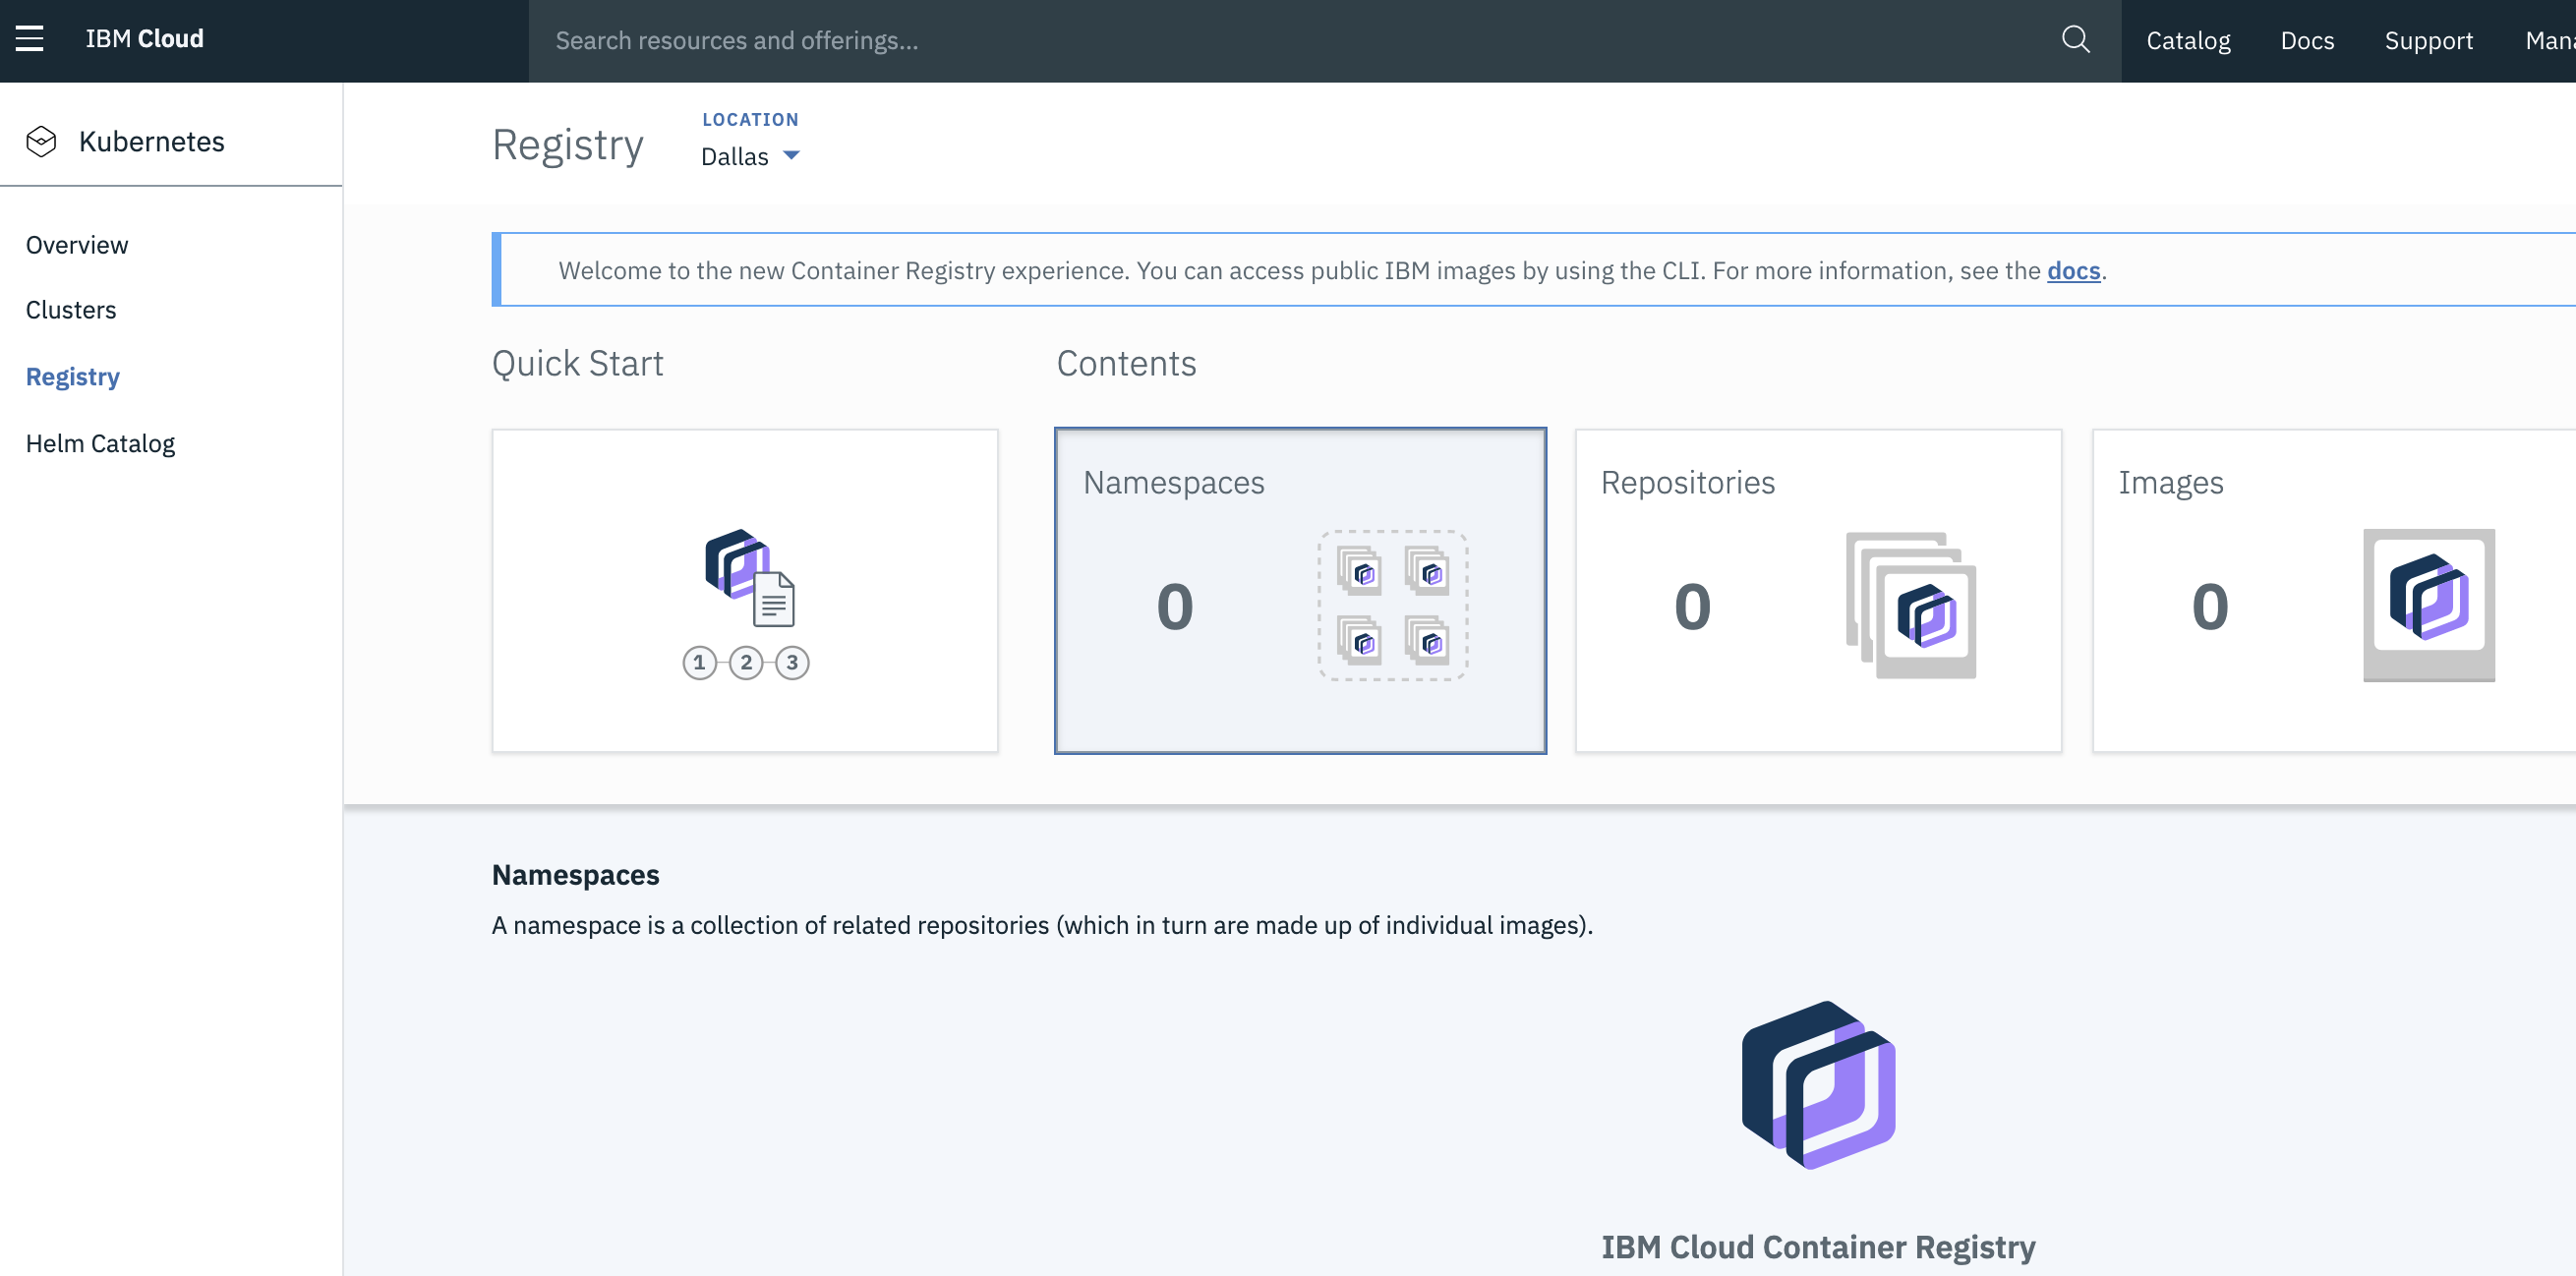 IBM Cloud
Search resources and offerings...
Catalog
Docs
Support
Kubernetes
Overview
Clusters
Registry
Helm Catalog
Registry
LOCATION
Dallas
Welcome to the new Container Registry experience. You can access public IBM images by using the CLI. For more information, see the docs.
Quick Start
Contents
1 2 3
Namespaces
0
Repositories
0
Images
0
Namespaces
A namespace is a collection of related repositories (which in turn are made up of individual images).
IBM Cloud Container Registry